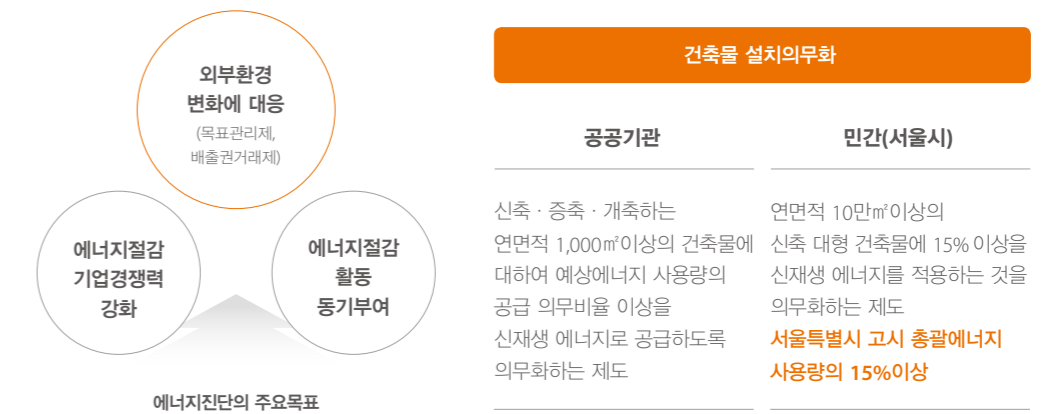 외부환경
변화에 대응
(목표관리제,
배출권거래제)
에너지절감
기업경쟁력
강화
에너지절감
활동
동기부여
에너지진단의 주요목표
건축물 설치의무화
공공기관
신축 · 증축 · 개축하는
연면적 1,000㎡이상의 건축물에
대하여 예상에너지 사용량의
공급 의무비율 이상을
신재생 에너지로 공급하도록
의무화하는 제도
민간(서울시)
연면적 10만㎡이상의
신축 대형 건축물에 15% 이상을
신재생 에너지를 적용하는 것을
의무화하는 제도
서울특별시 고시 총괄에너지
사용량의 15%이상